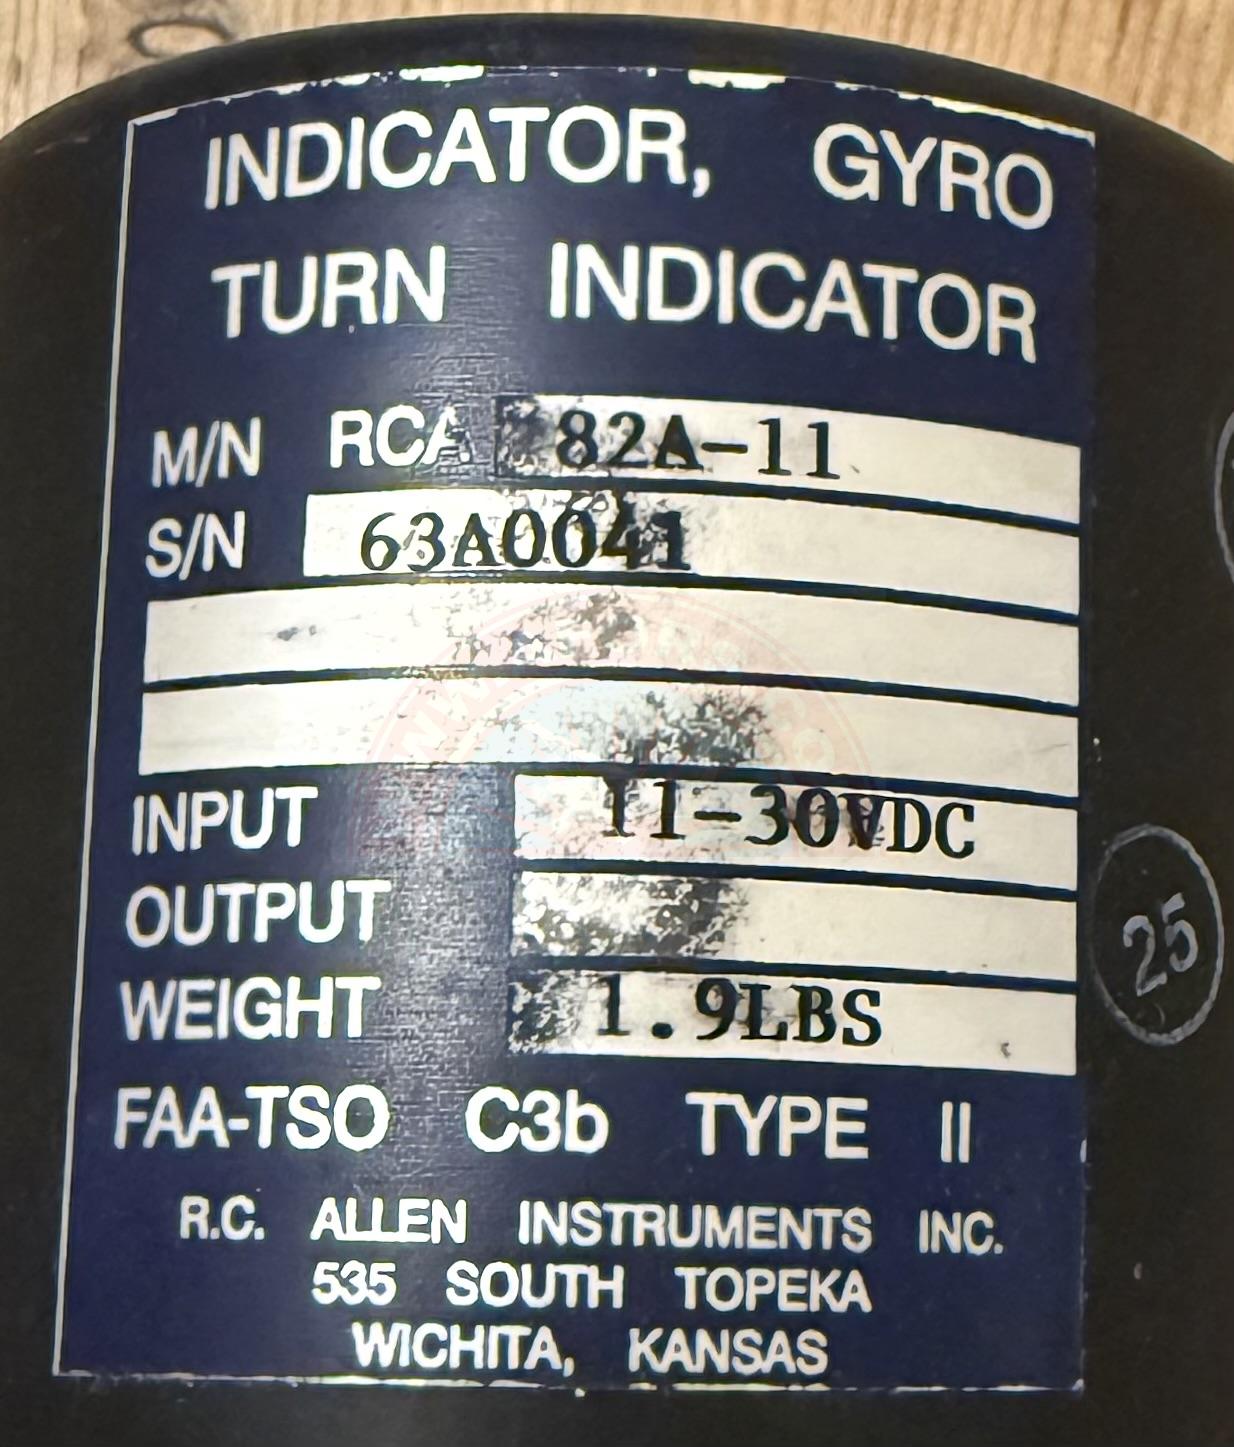 INDICATOR, GYRO
TURN INDICATOR
M/N RCA 82A-11
S/N 63A0041
INPUT 11-30VDC
OUTPUT
WEIGHT 1.9LBS
25
FAA-TSO C3b TYPE II
R.C. ALLEN INSTRUMENTS INC.
535 SOUTH TOPEKA
WICHITA, KANSAS